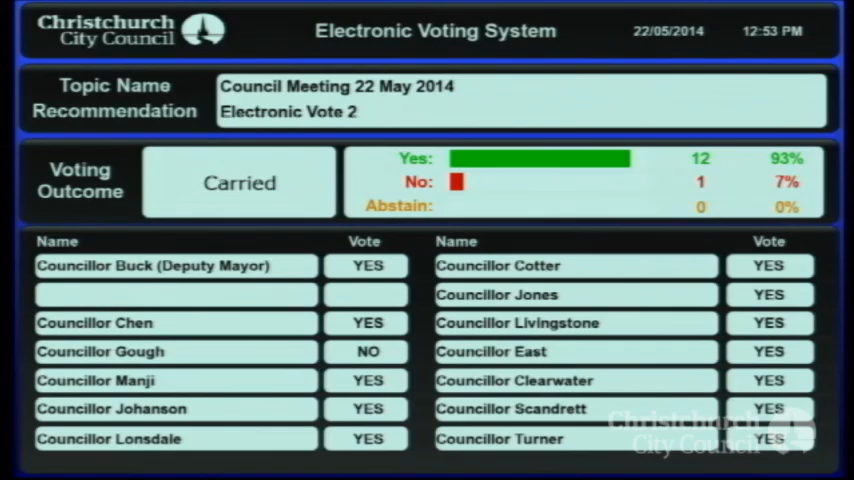 Christchurch
City Council
Electronic Voting System
22/05/2014
12:53 PM
Topic Name
Recommendation
Council Meeting 22 May 2014
Electronic Vote 2
Voting
Outcome
Carried
Yes: 12 93%
No: 1 7%
Abstain: 0 0%
Name Vote Name Vote
Councillor Buck (Deputy Mayor) YES Councillor Cotter YES
Councillor Jones YES
Councillor Chen YES Councillor Livingstone YES
Councillor Gough NO Councillor East YES
Councillor Manji YES Councillor Clearwater YES
Councillor Johanson YES Councillor Scandrett YES
Councillor Lonsdale YES Councillor Turner YES
Christchurch
City Council